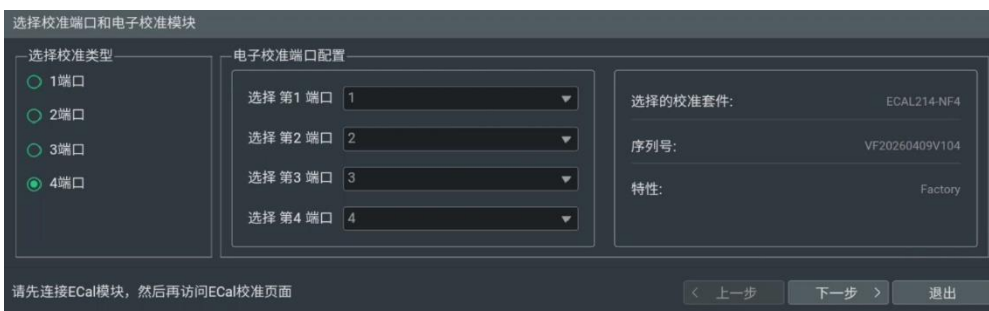 选择校准端口和电子校准模块
选择校准类型
1端口
2端口
3端口
4端口
电子校准端口配置
选择 第1 端口 1
选择 第2 端口 2
选择 第3 端口 3
选择 第4 端口 4
选择的校准套件: ECAL214-NF4
序列号: VF20260409V104
特性: Factory
请先连接ECal模块，然后再访问ECal校准页面
< 上一步
下一步 >
退出